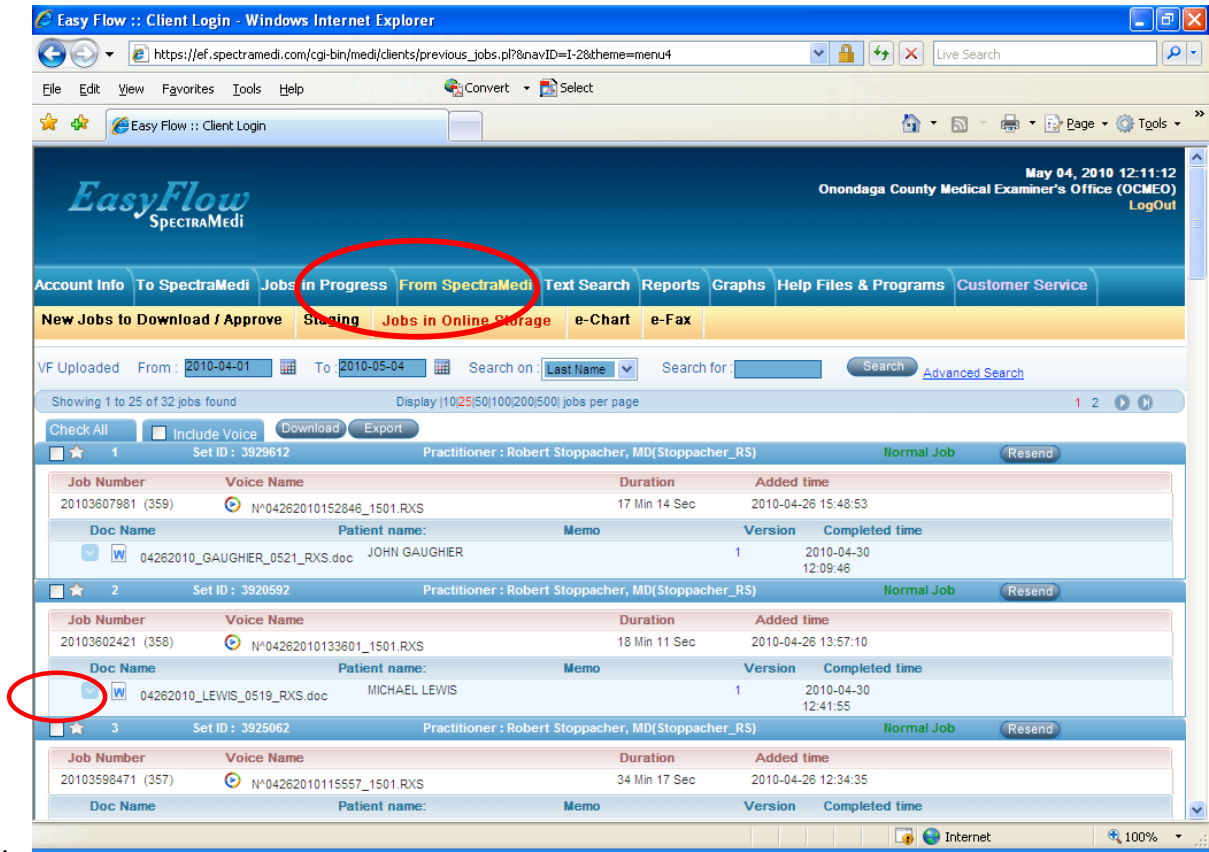 Easy Flow :: Client Login - Windows Internet Explorer
https://ef.spectramedi.com/cgi-bin/medi/clients/previous_jobs.pl?&navID=I-2&theme=menu4 Live Search
File Edit View Favorites Tools Help Convert Select
Easy Flow :: Client Login Page Tools
May 04, 2010 12:11:12
Onondaga County Medical Examiner's Office (OCMEO)
LogOut
EasyFlow
SpectraMedi
Account Info To SpectraMedi Jobs in Progress From SpectraMedi Text Search Reports Graphs Help Files & Programs Customer Service
New Jobs to Download / Approve Staging Jobs in Online Storage e-Chart e-Fax
VF Uploaded From : 2010-04-01 To : 2010-05-04 Search on : Last Name Search for : Search Advanced Search
Showing 1 to 25 of 32 jobs found Display |10|25|50|100|200|500| jobs per page 1 2
Check All Include Voice Download Export
1 Set ID : 3929612 Practitioner : Robert Stoppacher, MD(Stoppacher_RS) Normal Job Resend
Job Number Voice Name Duration Added time
20103607981 (359) N^04262010152846_1501.RXS 17 Min 14 Sec 2010-04-26 15:48:53
Doc Name Patient name: Memo Version Completed time
04262010_GAUGHIER_0521_RXS.doc JOHN GAUGHIER 1 2010-04-30
12:09:46
2 Set ID : 3920592 Practitioner : Robert Stoppacher, MD(Stoppacher_RS) Normal Job Resend
Job Number Voice Name Duration Added time
20103602421 (358) N^04262010133601_1501.RXS 18 Min 11 Sec 2010-04-26 13:57:10
Doc Name Patient name: Memo Version Completed time
04262010_LEWIS_0519_RXS.doc MICHAEL LEWIS 1 2010-04-30
12:41:55
3 Set ID : 3925062 Practitioner : Robert Stoppacher, MD(Stoppacher_RS) Normal Job Resend
Job Number Voice Name Duration Added time
20103598471 (357) N^04262010115557_1501.RXS 34 Min 17 Sec 2010-04-26 12:34:35
Doc Name Patient name: Memo Version Completed time
Internet 100%
.